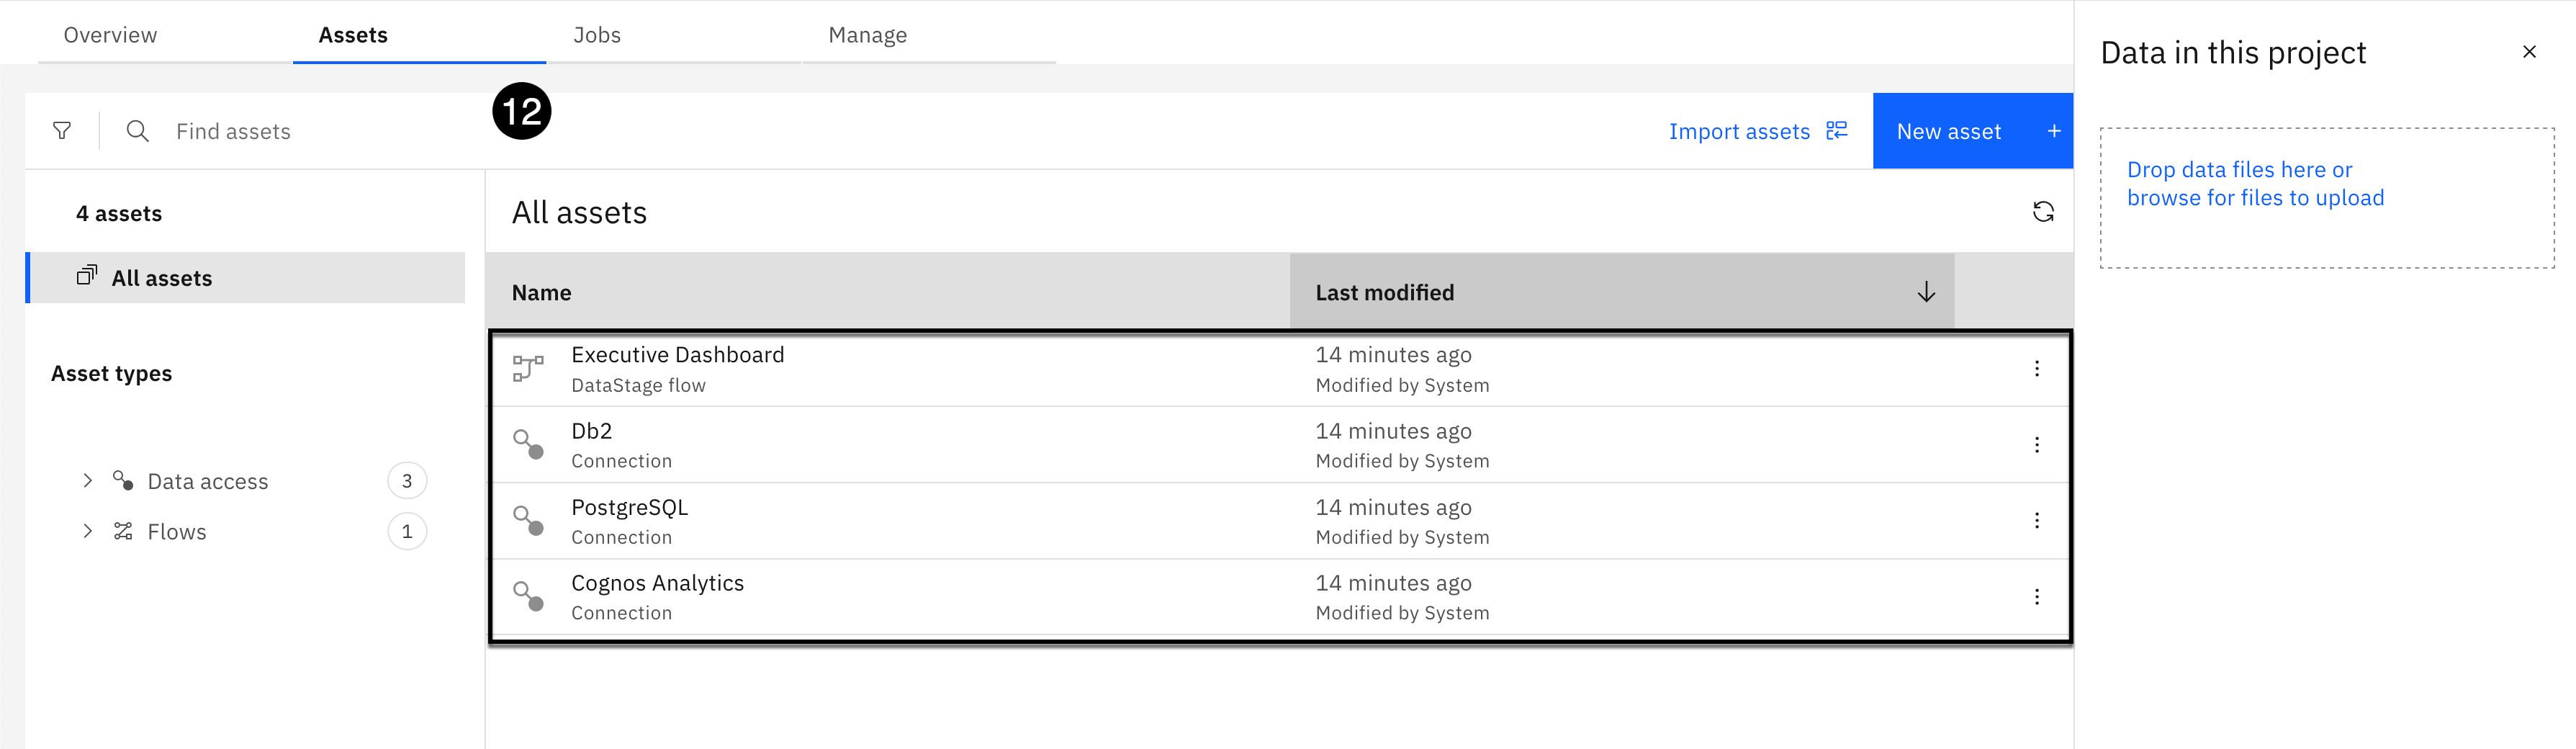 Overview
Assets
Jobs
Manage
Data in this project
12
Find assets
Import assets
New asset
Drop data files here or
browse for files to upload
4 assets
All assets
All assets
Name
Last modified
Asset types
Data access
3
Flows
1
Executive Dashboard
14 minutes ago
DataStage flow
Modified by System
Db2
14 minutes ago
Connection
Modified by System
PostgreSQL
14 minutes ago
Connection
Modified by System
Cognos Analytics
14 minutes ago
Connection
Modified by System